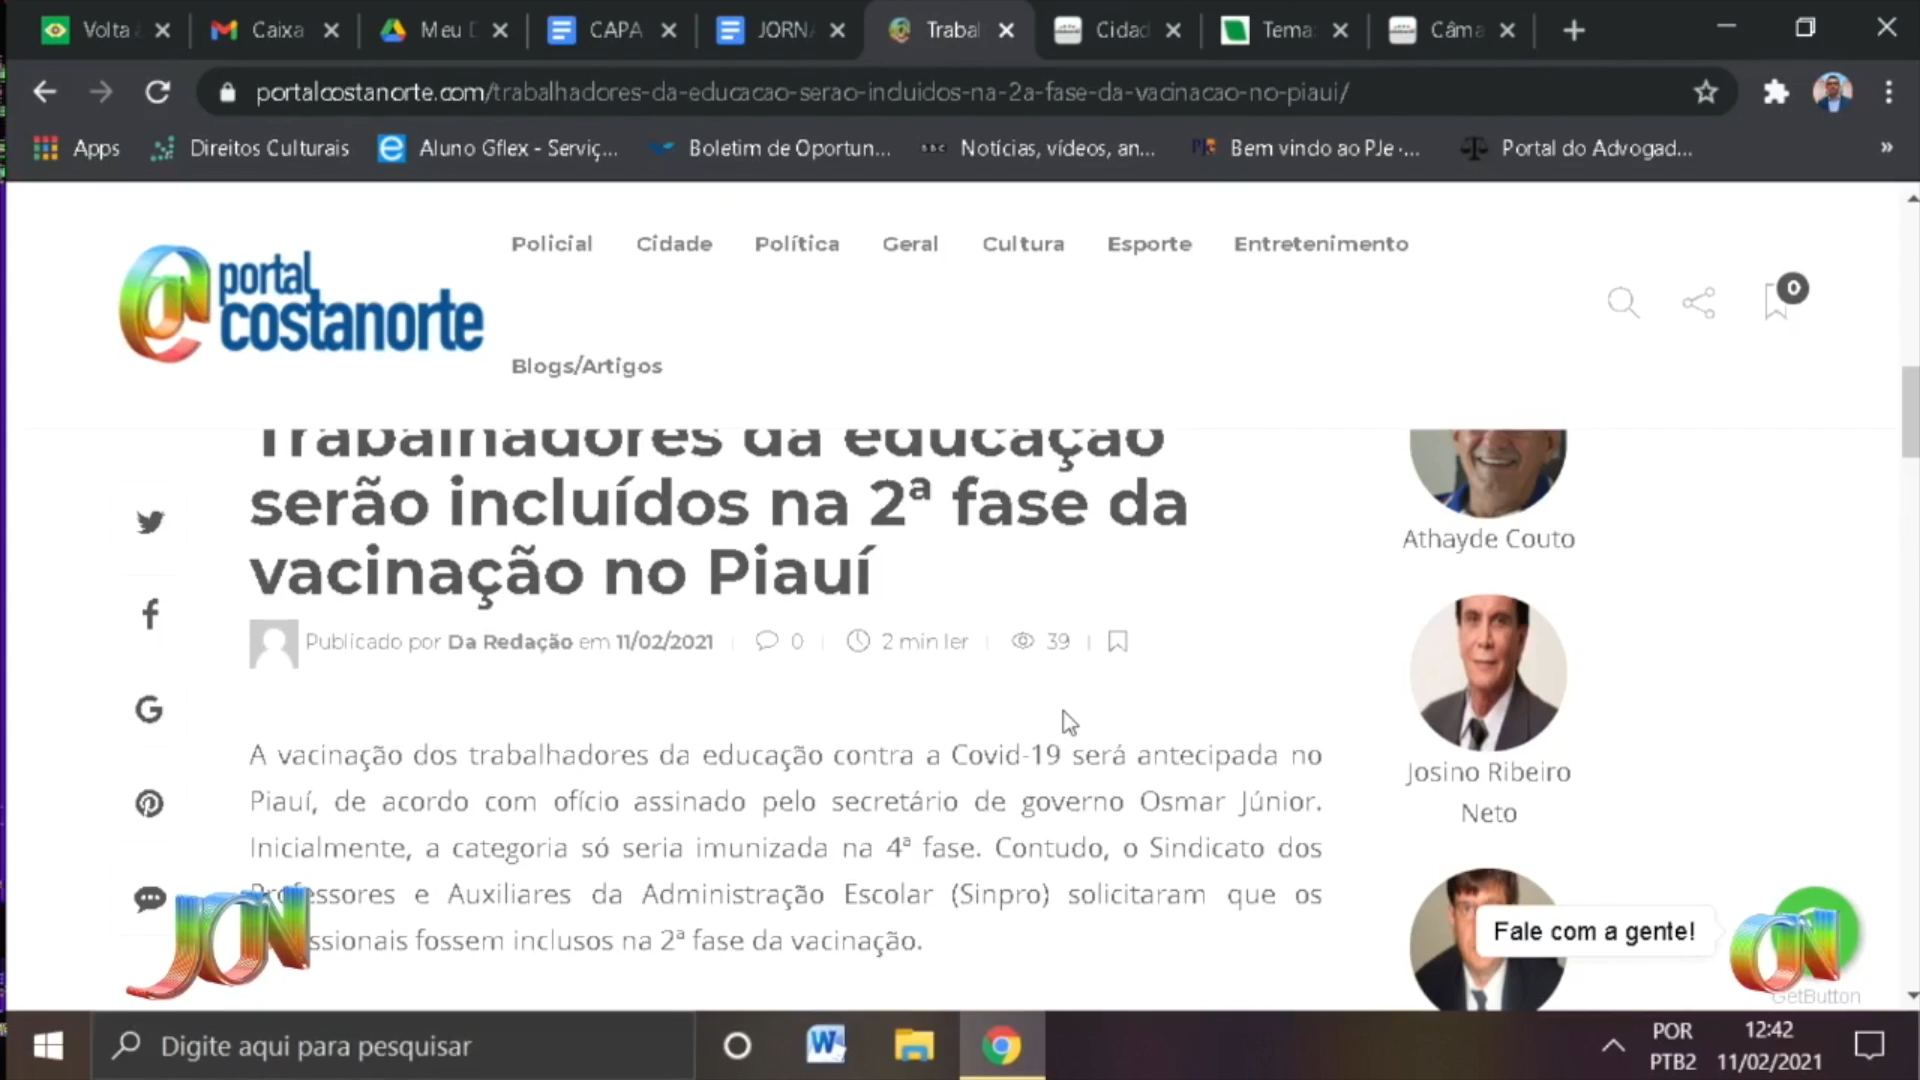 Volta
Caixa
Meu D
CAPA
JORN
Trabal
Cidad
Tema
Câma
portalcostanorte.com/trabalhadores-da-educacao-serao-incluidos-na-2a-fase-da-vacinacao-no-piaui/
Apps
Direitos Culturais
Aluno Gflex - Serviç...
Boletim de Oportun...
Notícias, vídeos, an...
Bem vindo ao PJe -...
Portal do Advogad...
»
portal
costanorte
Policial Cidade Política Geral Cultura Esporte Entretenimento
0
Blogs/Artigos
Trabalhadores da educação
serão incluídos na 2ª fase da
vacinação no Piauí
Publicado por Da Redação em 11/02/2021 0 2 min ler 39
A vacinação dos trabalhadores da educação contra a Covid-19 será antecipada no
Piauí, de acordo com ofício assinado pelo secretário de governo Osmar Júnior.
Inicialmente, a categoria só seria imunizada na 4ª fase. Contudo, o Sindicato dos
Professores e Auxiliares da Administração Escolar (Sinpro) solicitaram que os
ssionais fossem inclusos na 2ª fase da vacinação.
Athayde Couto
Josino Ribeiro
Neto
Fale com a gente!
GetButton
JCN
CN
Digite aqui para pesquisar
POR
PTB2
12:42
11/02/2021